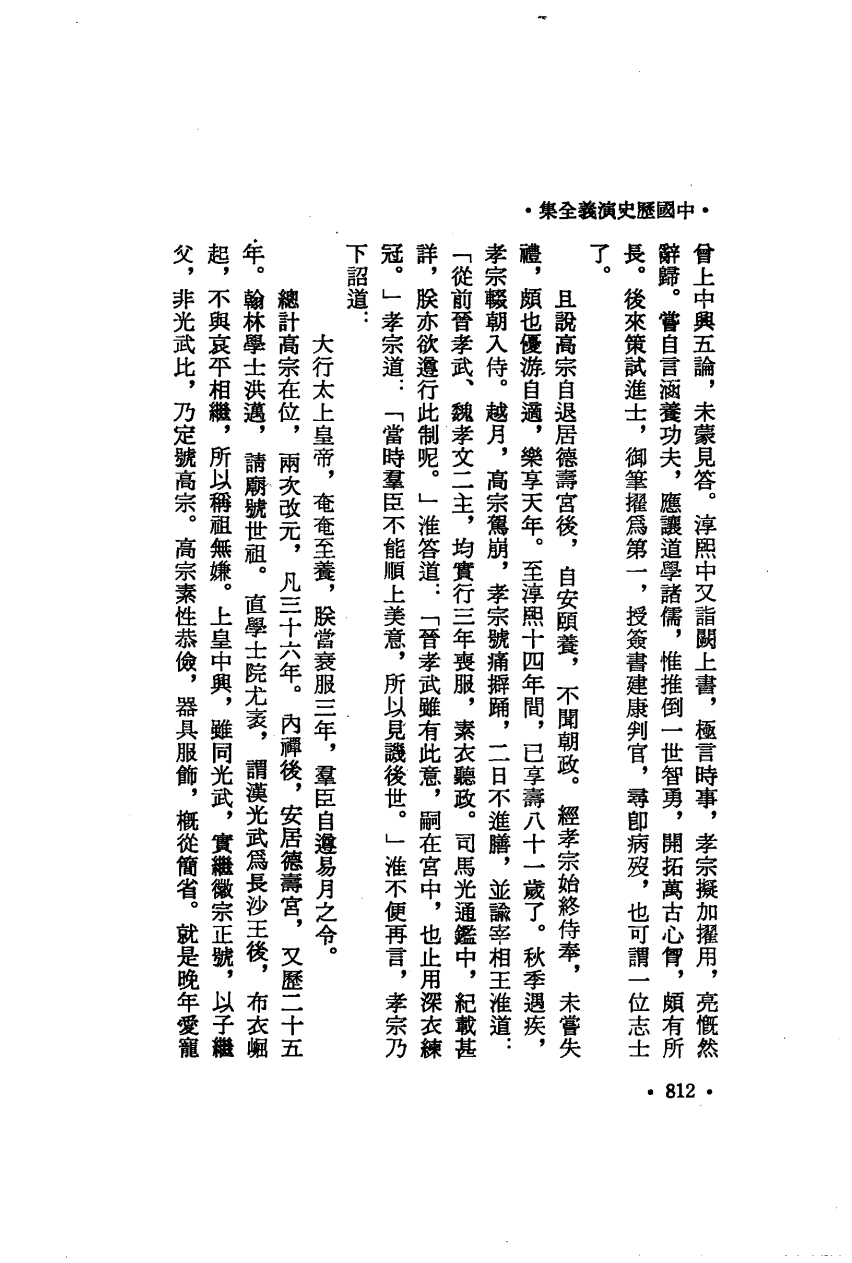 ・中國歷史演義全集・
曾上中興五論，未蒙見答。淳熙中又詣闕上書，極言時事，孝宗擬加擢用，亮慨然
辭歸。嘗自言涵養功夫，應讓道學諸儒，惟推倒一世智勇，開拓萬古心胷，頗有所
長。後來策試進士，御筆擢爲第一，授簽書建康判官，尋卽病歿，也可謂一位志士
了。
且說高宗自退居德壽宮後，自安頤養，不聞朝政。經孝宗始終侍奉，未嘗失
禮，頗也優游自適，樂享天年。至淳熙十四年間，已享壽八十一歲了。秋季遇疾，
孝宗輟朝入侍。越月，高宗駕崩，孝宗號痛擗踊，二日不進膳，並諭宰相王淮道：
「從前晉孝武、魏孝文二主，均實行三年喪服，素衣聽政。司馬光通鑑中，紀載甚
詳，朕亦欲遵行此制呢。」淮答道：「晉孝武雖有此意，嗣在宮中，也止用深衣練
冠。」孝宗道：「當時羣臣不能順上美意，所以見譏後世。」淮不便再言，孝宗乃
下詔道：
大行太上皇帝，奄奄至養，朕當衰服三年，羣臣自遵易月之令。
總計高宗在位，兩次改元，凡三十六年。內禪後，安居德壽宮，又歷二十五
年。翰林學士洪邁，請廟號世祖。直學士院尤袤，謂漢光武爲長沙王後，布衣崛
起，不與哀平相繼，所以稱祖無嫌。上皇中興，雖同光武，實繼徽宗正號，以子繼
父，非光武比，乃定號高宗。高宗素性恭儉，器具服飾，槪從簡省。就是晚年愛寵
・812・